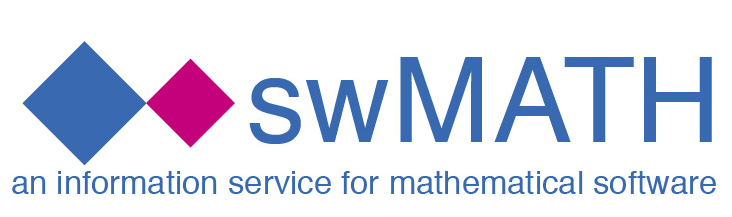 swMATH
an information service for mathematical software